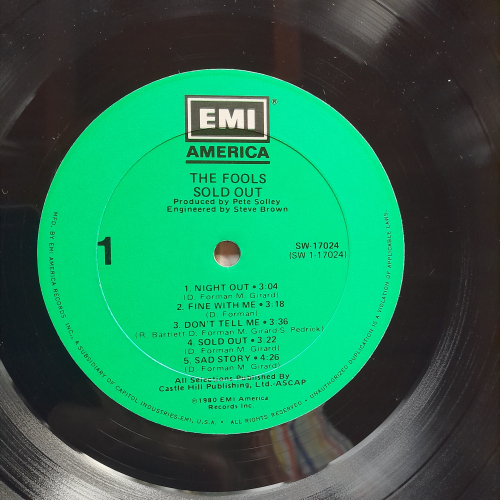 EMI
®
AMERICA
THE FOOLS
SOLD OUT
Produced by Pete Solley
Engineered by Steve Brown
1
SW-17024
(SW 1-17024)
1. NIGHT OUT • 3:04
(D. Forman M. Girard)
2. FINE WITH ME • 3:18
(D. Forman)
3. DON'T TELL ME • 3:36
(R. Bartlett D. Forman M. Girard S. Pedrick)
4. SOLD OUT • 3:22
(D. Forman M. Girard)
5. SAD STORY • 4:26
(D. Forman M. Girard)
All Selections Published By
Castle Hill Publishing, Ltd.-ASCAP
℗1980 EMI America
Records Inc.
MFG. BY EMI AMERICA RECORDS, INC., A SUBSIDIARY OF CAPITOL INDUSTRIES-EMI, U.S.A. • ALL RIGHTS RESERVED • UNAUTHORIZED DUPLICATION IS A VIOLATION OF APPLICABLE LAWS.